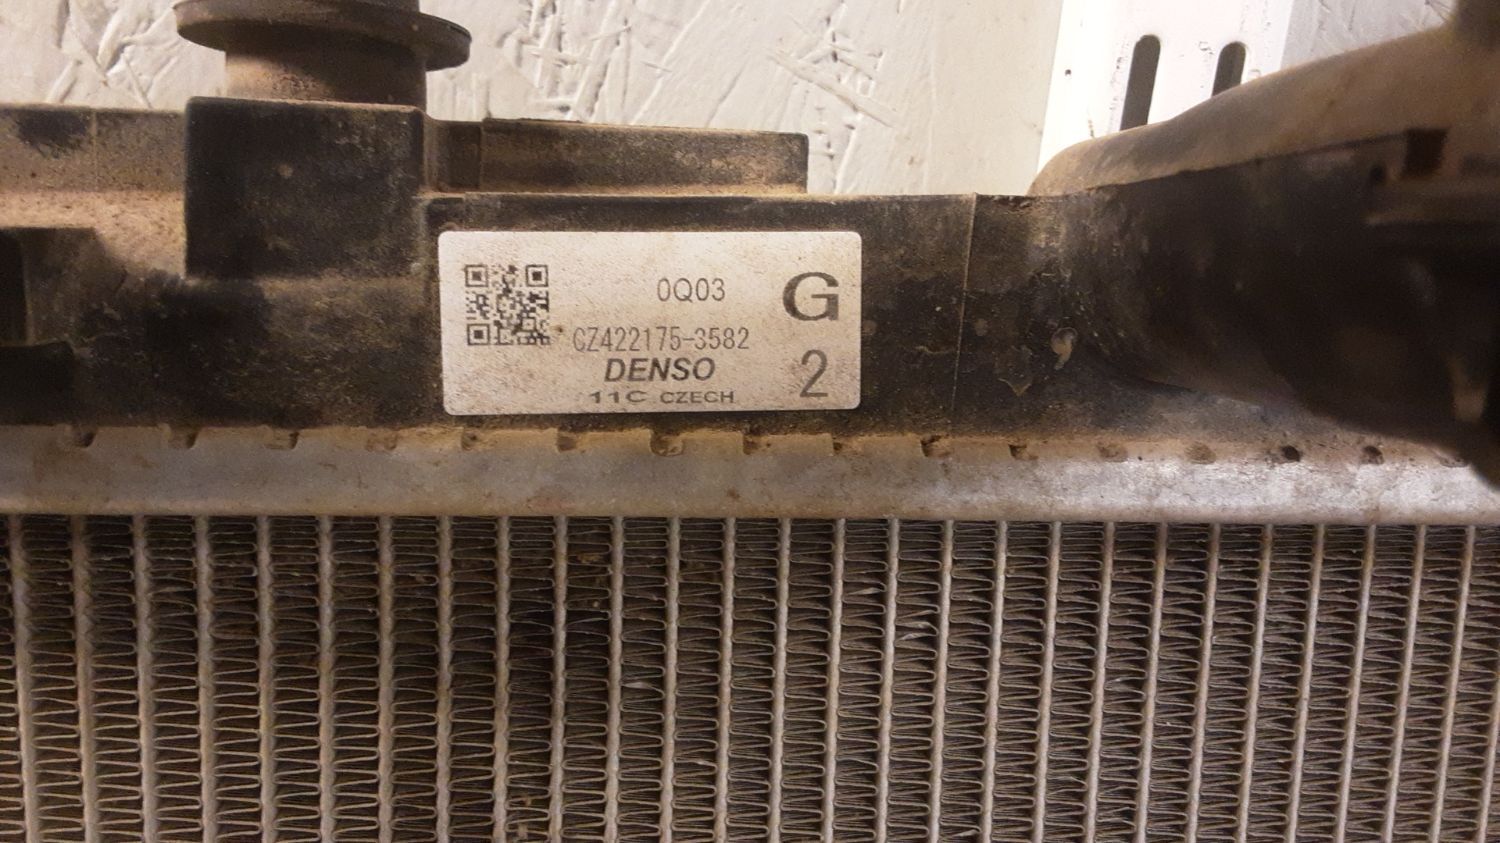 0Q03
G
CZ422175-3582
DENSO
2
11C CZECH